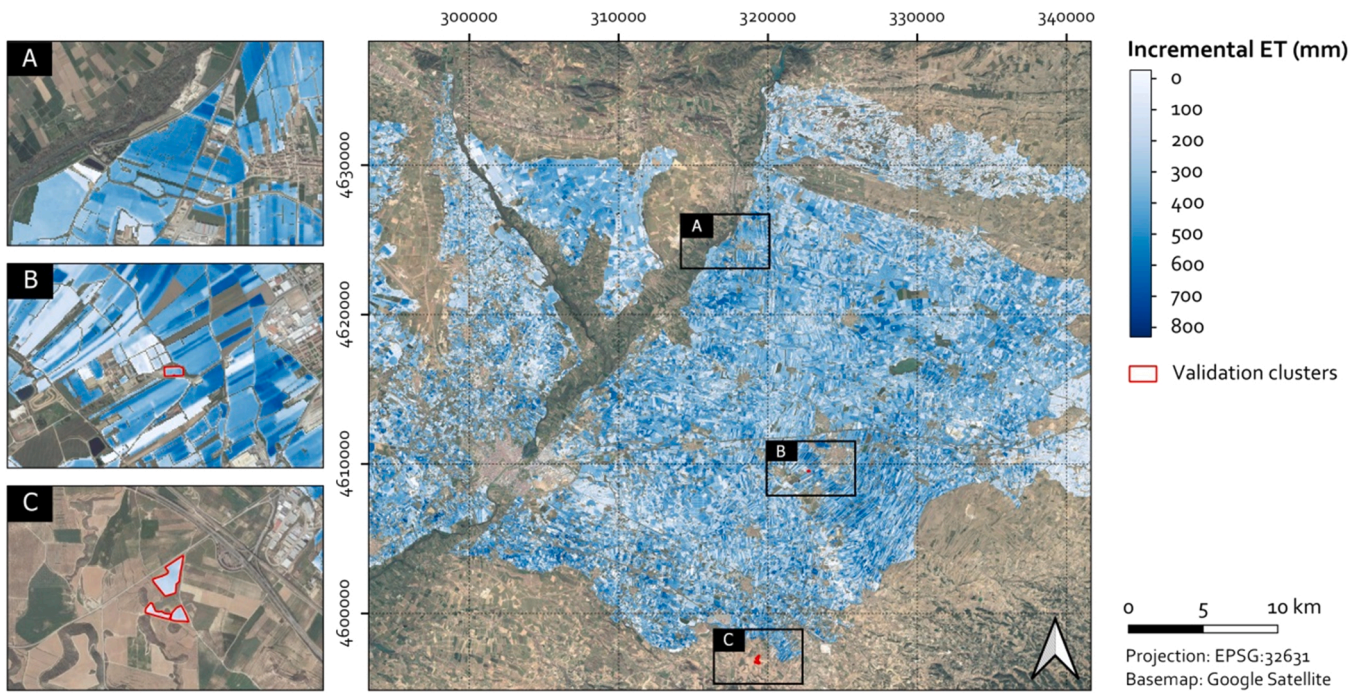 300000 310000 320000 330000 340000
A
B
C
4630000
4620000
4610000
4600000
A
B
C
Incremental ET (mm)
0
100
200
300
400
500
600
700
800
Validation clusters
0 5 10 km
Projection: EPSG:32631
Basemap: Google Satellite